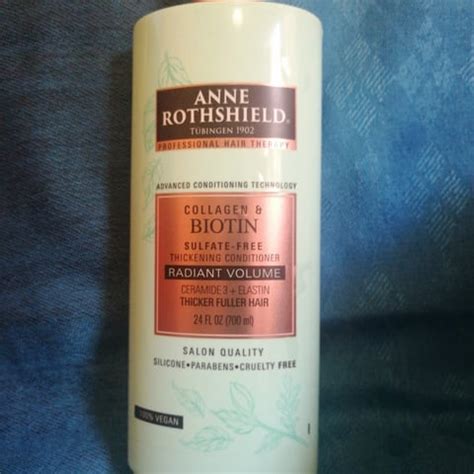 ANNE
ROTHSHIELD®
TÜBINGEN 1902
PROFESSIONAL HAIR THERAPY
ADVANCED CONDITIONING TECHNOLOGY
COLLAGEN &
BIOTIN
SULFATE-FREE
THICKENING CONDITIONER
RADIANT VOLUME
CERAMIDE 3 + ELASTIN
THICKER FULLER HAIR
24 FL OZ (700 ml)
SALON QUALITY
SILICONE•PARABENS•CRUELTY FREE
100% VEGAN